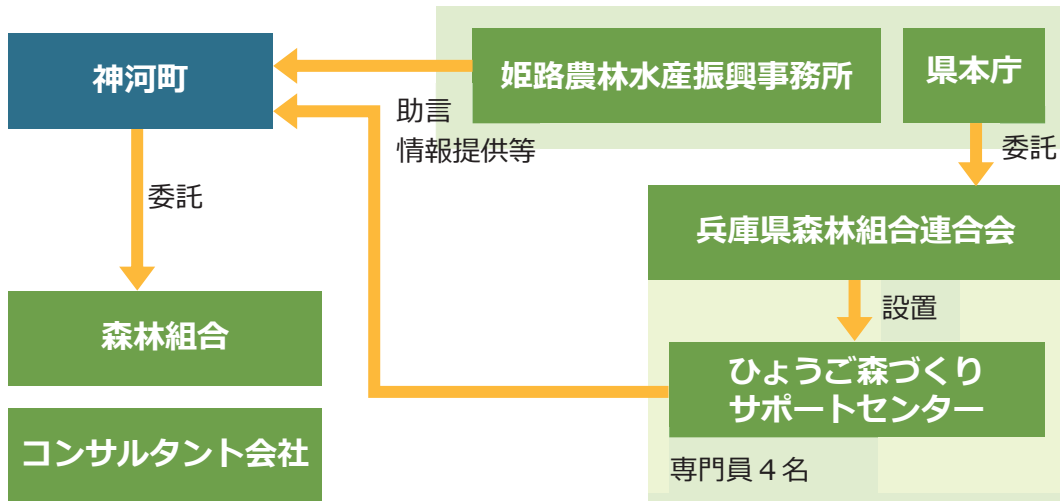 神河町
姫路農林水産振興事務所
県本庁
助言
情報提供等
委託
委託
兵庫県森林組合連合会
設置
森林組合
ひょうご森づくり
サポートセンター
コンサルタント会社
専門員４名